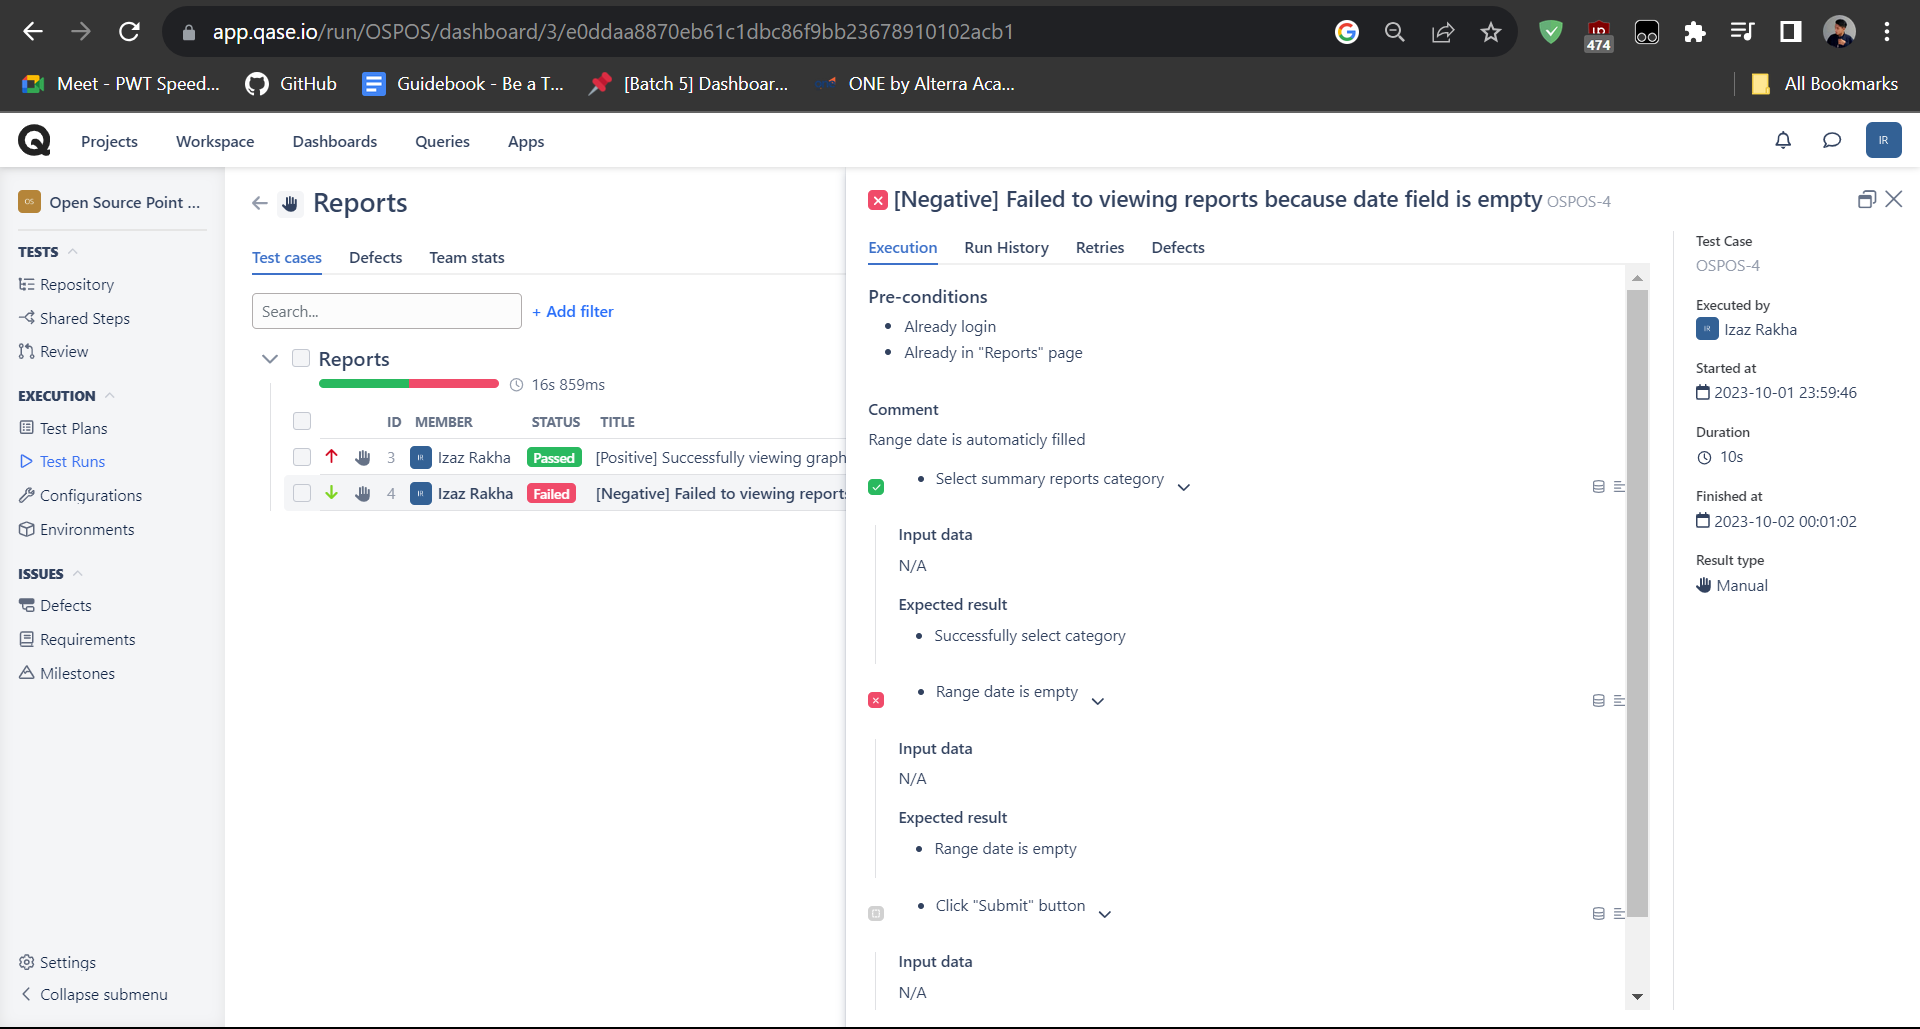 app.qase.io/run/OSPOS/dashboard/3/e0ddaa8870eb61c1dbc86f9bb23678910102acb1
474
Meet - PWT Speed...
GitHub
Guidebook - Be a T...
[Batch 5] Dashboar...
ONE by Alterra Aca...
All Bookmarks
Projects
Workspace
Dashboards
Queries
Apps
IR
OS
Open Source Point ...
TESTS
Repository
Shared Steps
Review
EXECUTION
Test Plans
Test Runs
Configurations
Environments
ISSUES
Defects
Requirements
Milestones
Settings
Collapse submenu
Reports
Test cases
Defects
Team stats
Search...
+ Add filter
Reports
16s 859ms
ID MEMBER STATUS TITLE
3 IR Izaz Rakha Passed [Positive] Successfully viewing graph
4 IR Izaz Rakha Failed [Negative] Failed to viewing report
[Negative] Failed to viewing reports because date field is empty OSPOS-4
Execution
Run History
Retries
Defects
Pre-conditions
• Already login
• Already in "Reports" page
Comment
Range date is automaticly filled
• Select summary reports category
Input data
N/A
Expected result
• Successfully select category
• Range date is empty
Input data
N/A
Expected result
• Range date is empty
• Click "Submit" button
Input data
N/A
Test Case
OSPOS-4
Executed by
IR Izaz Rakha
Started at
2023-10-01 23:59:46
Duration
10s
Finished at
2023-10-02 00:01:02
Result type
Manual